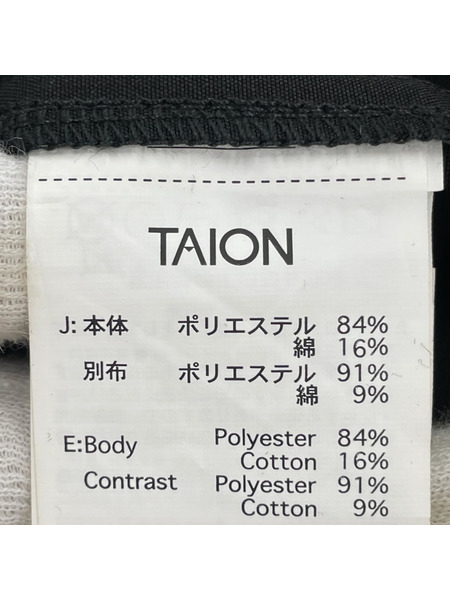 TAION
J: 本体 ポリエステル 84%
綿 16%
別布 ポリエステル 91%
綿 9%
E:Body Polyester 84%
Cotton 16%
Contrast Polyester 91%
Cotton 9%